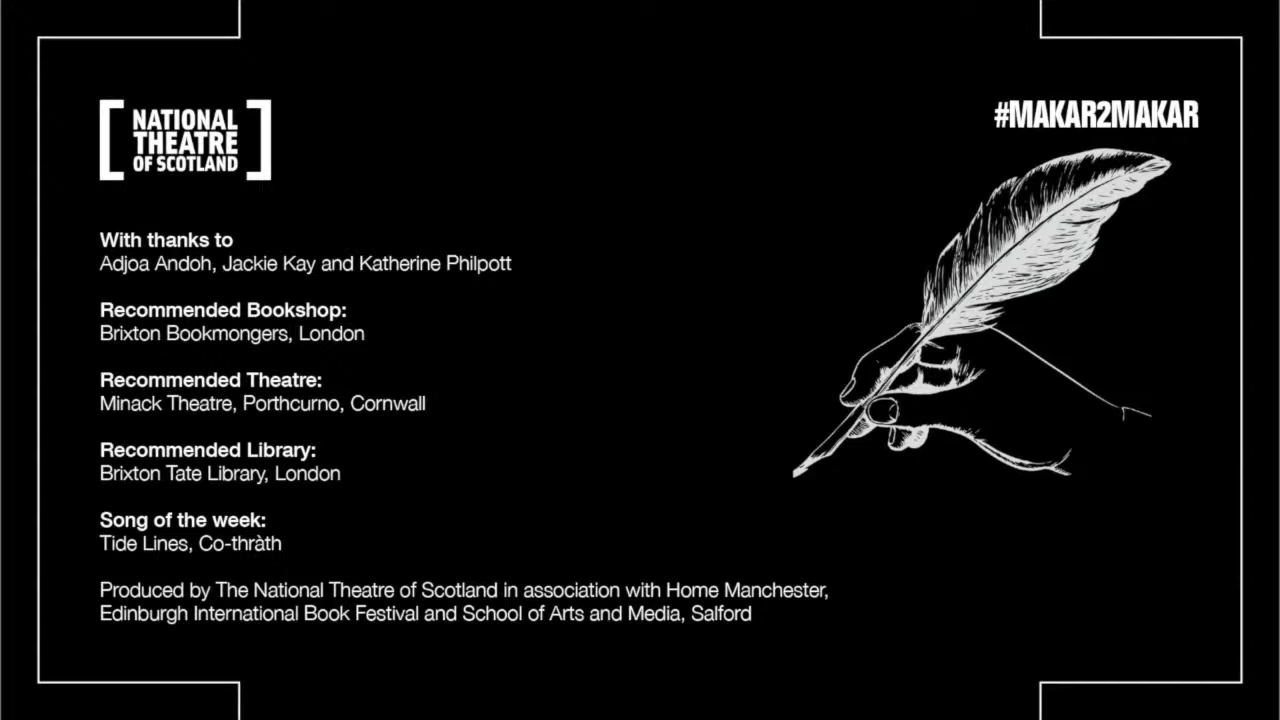 NATIONAL
THEATRE
OF SCOTLAND
#MAKAR2MAKAR
With thanks to
Adjoa Andoh, Jackie Kay and Katherine Philpott
Recommended Bookshop:
Brixton Bookmongers, London
Recommended Theatre:
Minack Theatre, Porthcurno, Cornwall
Recommended Library:
Brixton Tate Library, London
Song of the week:
Tide Lines, Co-thràth
Produced by The National Theatre of Scotland in association with Home Manchester,
Edinburgh International Book Festival and School of Arts and Media, Salford